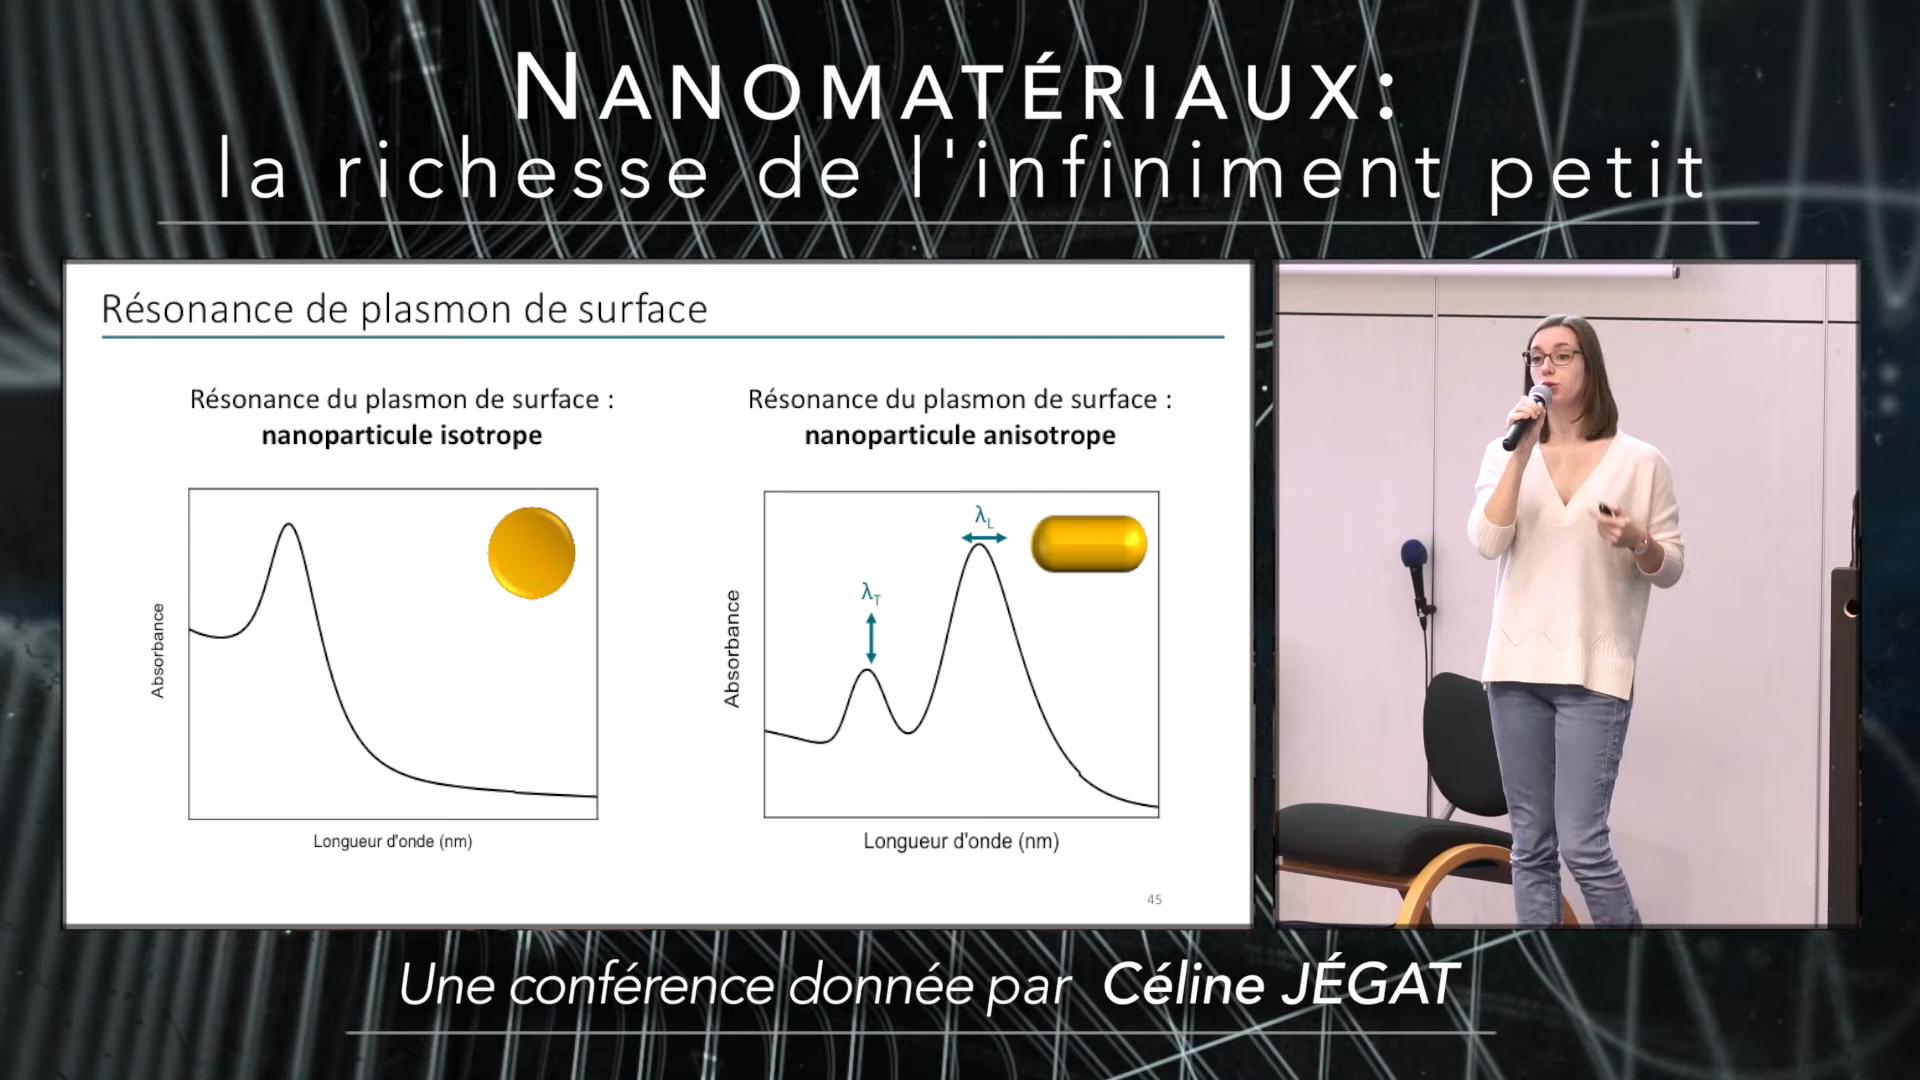 NANOMATÉRIAUX:
la richesse de l'infiniment petit
Résonance de plasmon de surface
Résonance du plasmon de surface :
nanoparticule isotrope
Absorbance
Longueur d'onde (nm)
Résonance du plasmon de surface :
nanoparticule anisotrope
λL
λT
Absorbance
Longueur d'onde (nm)
45
Une conférence donnée par Céline JÉGAT